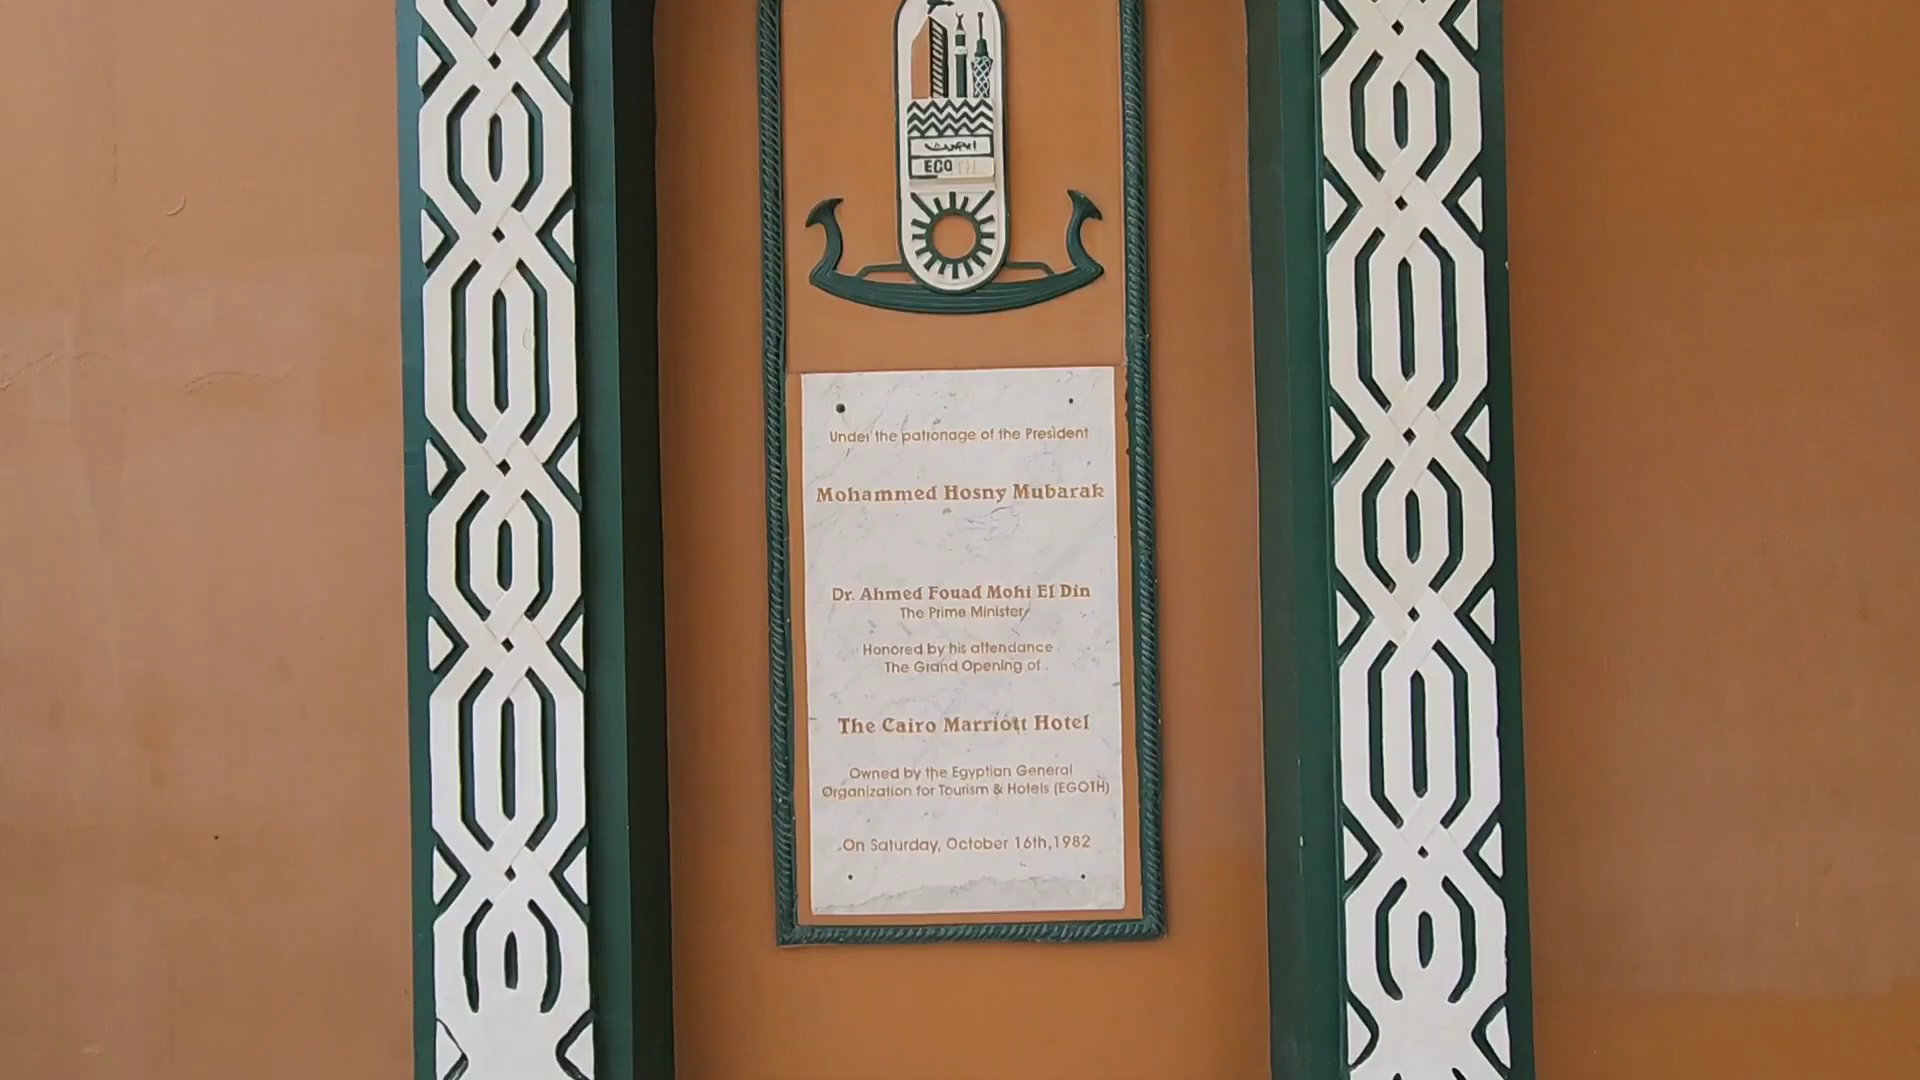 ايجوث
EGOTH
Under the patronage of the President
Mohammed Hosny Mubarak
Dr. Ahmed Fouad Mohi El Din
The Prime Minister
Honored by his attendance
The Grand Opening of
The Cairo Marriott Hotel
Owned by the Egyptian General
Organization for Tourism & Hotels (EGOTH)
On Saturday, October 16th,1982